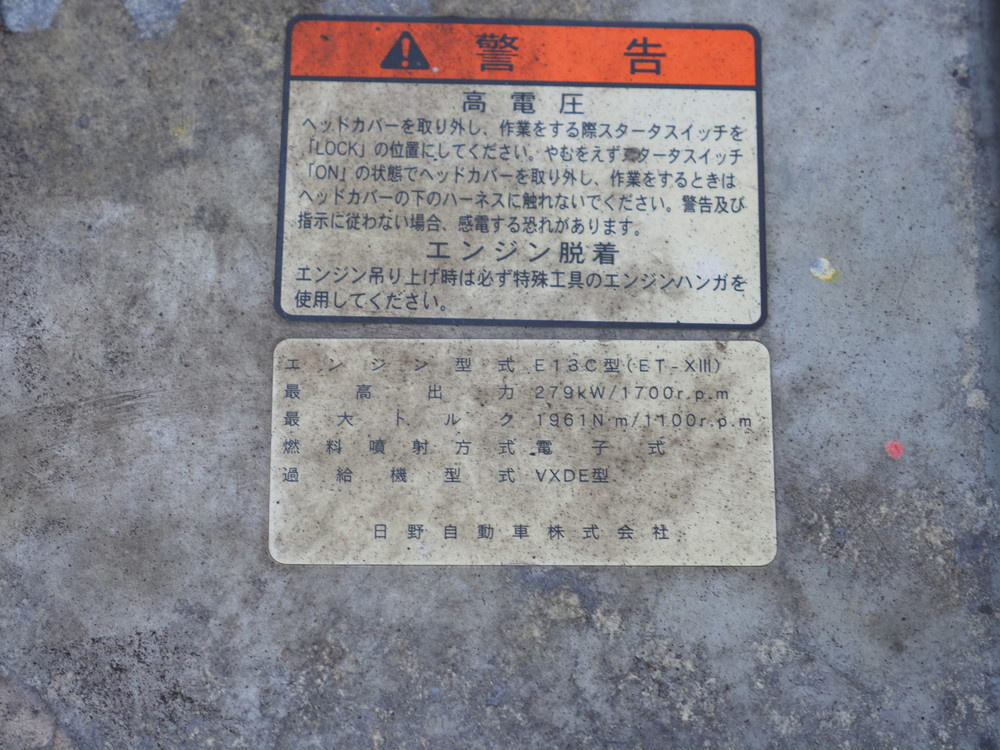 警告
高電圧
ヘッドカバーを取り外し、作業をする際スタータスイッチを
「LOCK」の位置にしてください。やむをえずスタータスイッチ
「ON」の状態でヘッドカバーを取り外し、作業をするときは
ヘッドカバーの下のハーネスに触れないでください。警告及び
指示に従わない場合、感電する恐れがあります。
エンジン脱着
エンジン吊り上げ時は必ず特殊工具のエンジンハンガを
使用してください。
エンジン型式 E13C型(ET-XIII)
最高出力 279kW/1700r.p.m
最大トルク 1961N·m/1100r.p.m
燃料噴射方式 電子式
過給機型式 VXDE型
日野自動車株式会社